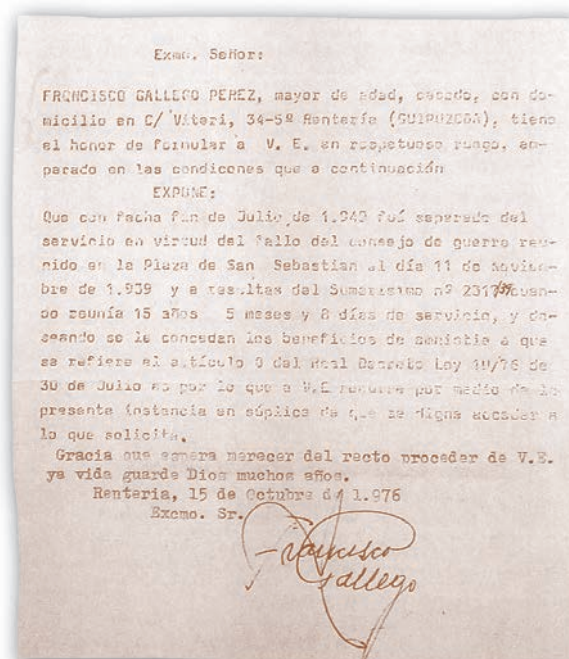 Exmo. Señor:
FRQNCISCO GALLEGO PEREZ, mayor de edad, casado, con do-
micilio en C/ Viteri, 34-5º Rentería (GUIPUZCOA), tiene
el honor de formular a V. E. en respetuoso ruego, am-
parado en las condiciones que a continuación
EXPONE:
Que con fecha fin de Julio de 1.940 fuí separado del
servicio en virtud del fallo del consejo de guerra reu-
nido en la Plaza de San Sebastian el día 11 de Noviem-
bre de 1.939 y a resultas del Sumarísimo nº 2317 cuan-
do reunía 15 años 5 meses y 8 días de servicio, y de-
seando se le concedan los beneficios de amnistia a que
se refiere el artículo 8 del Real Decreto Ley 10/76 de
30 de Julio es por lo que a V.E recurre por medio de la
presente instancia en súplica de que se digne acceder a
lo que solicita.
Gracia que espera merecer del recto proceder de V.E.
ya vida guarde Dios muchos años.
Renteria, 15 de Octubre de 1.976
Excmo. Sr.
Francisco
Gallego